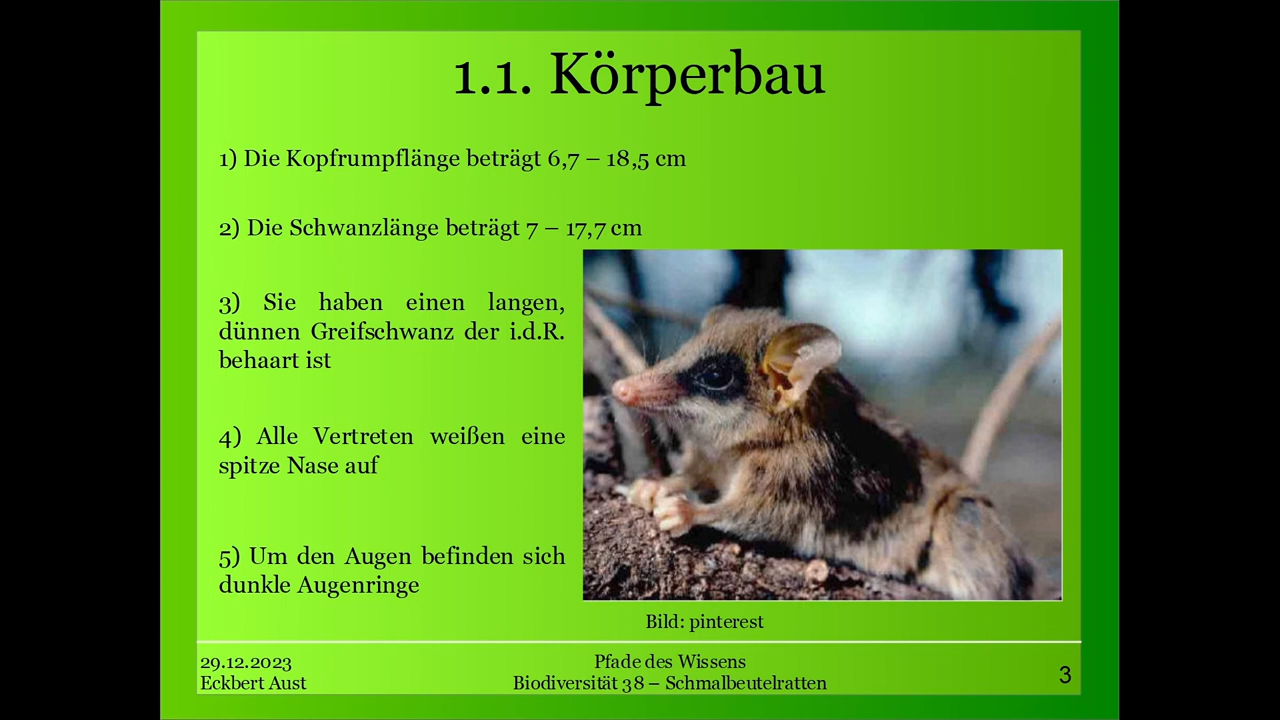 1.1. Körperbau
1) Die Kopfrumpflänge beträgt 6,7 – 18,5 cm
2) Die Schwanzlänge beträgt 7 – 17,7 cm
3) Sie haben einen langen,
dünnen Greifschwanz der i.d.R.
behaart ist
4) Alle Vertreten weißen eine
spitze Nase auf
5) Um den Augen befinden sich
dunkle Augenringe
Bild: pinterest
29.12.2023
Eckbert Aust
Pfade des Wissens
Biodiversität 38 – Schmalbeutelratten
3